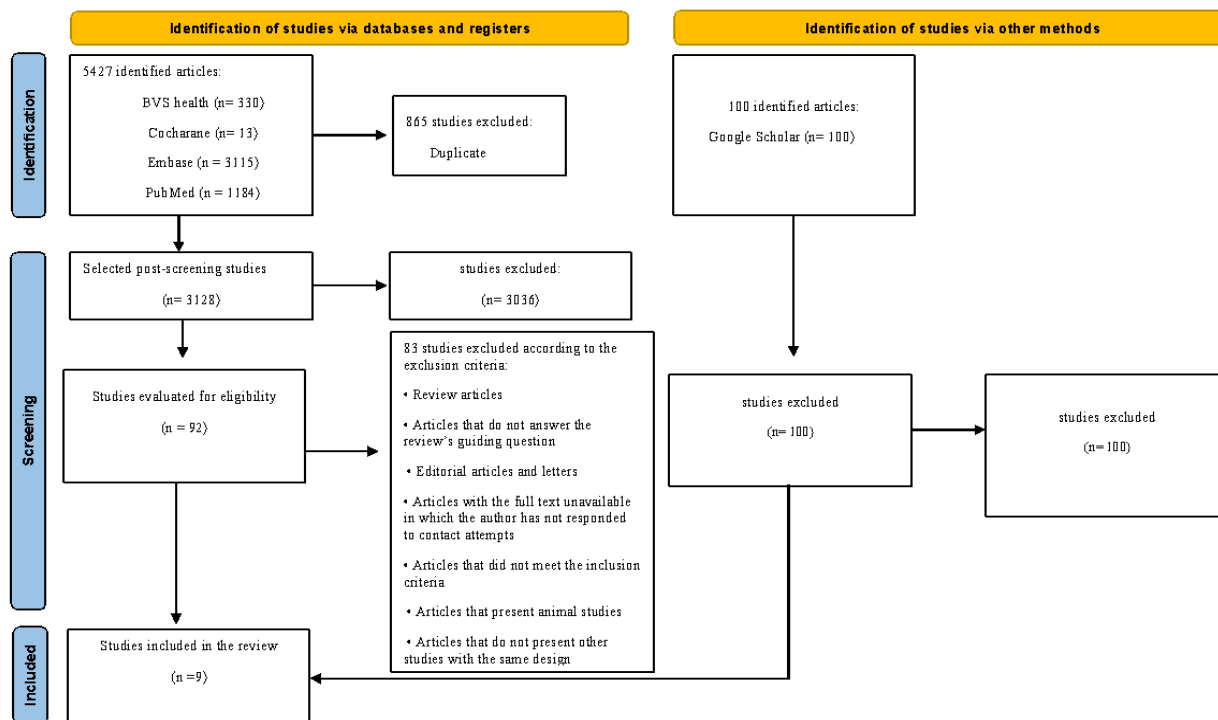 Identification of studies via databases and registers
Identification of studies via other methods
Identification
5427 identified articles:
BVS health (n= 330)
Cocharane (n= 13)
Embase (n = 3115)
PubMed (n = 1184)
865 studies excluded:
Duplicate
100 identified articles:
Google Scholar (n= 100)
Screening
Selected post-screening studies
(n= 3128)
studies excluded:
(n= 3036)
Studies evaluated for eligibility
(n = 92)
83 studies excluded according to the
exclusion criteria:
• Review articles
• Articles that do not answer the
review's guiding question
• Editorial articles and letters
• Articles with the full text unavailable
in which the author has not responded
to contact attempts
• Articles that did not meet the inclusion
criteria
• Articles that present animal studies
• Articles that do not present other
studies with the same design
studies excluded
(n= 100)
studies excluded
(n= 100)
Included
Studies included in the review
(n =9)